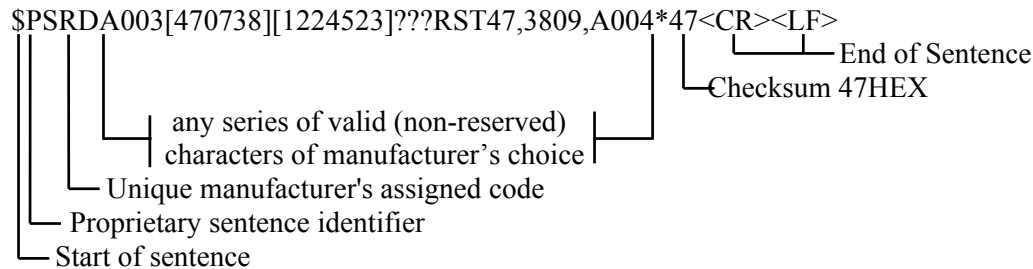 $PSRDA003[470738][1224523]???RST47,3809,A004*47<CR><LF>
End of Sentence
Checksum 47HEX
any series of valid (non-reserved)
characters of manufacturer’s choice
Unique manufacturer's assigned code
Proprietary sentence identifier
Start of sentence